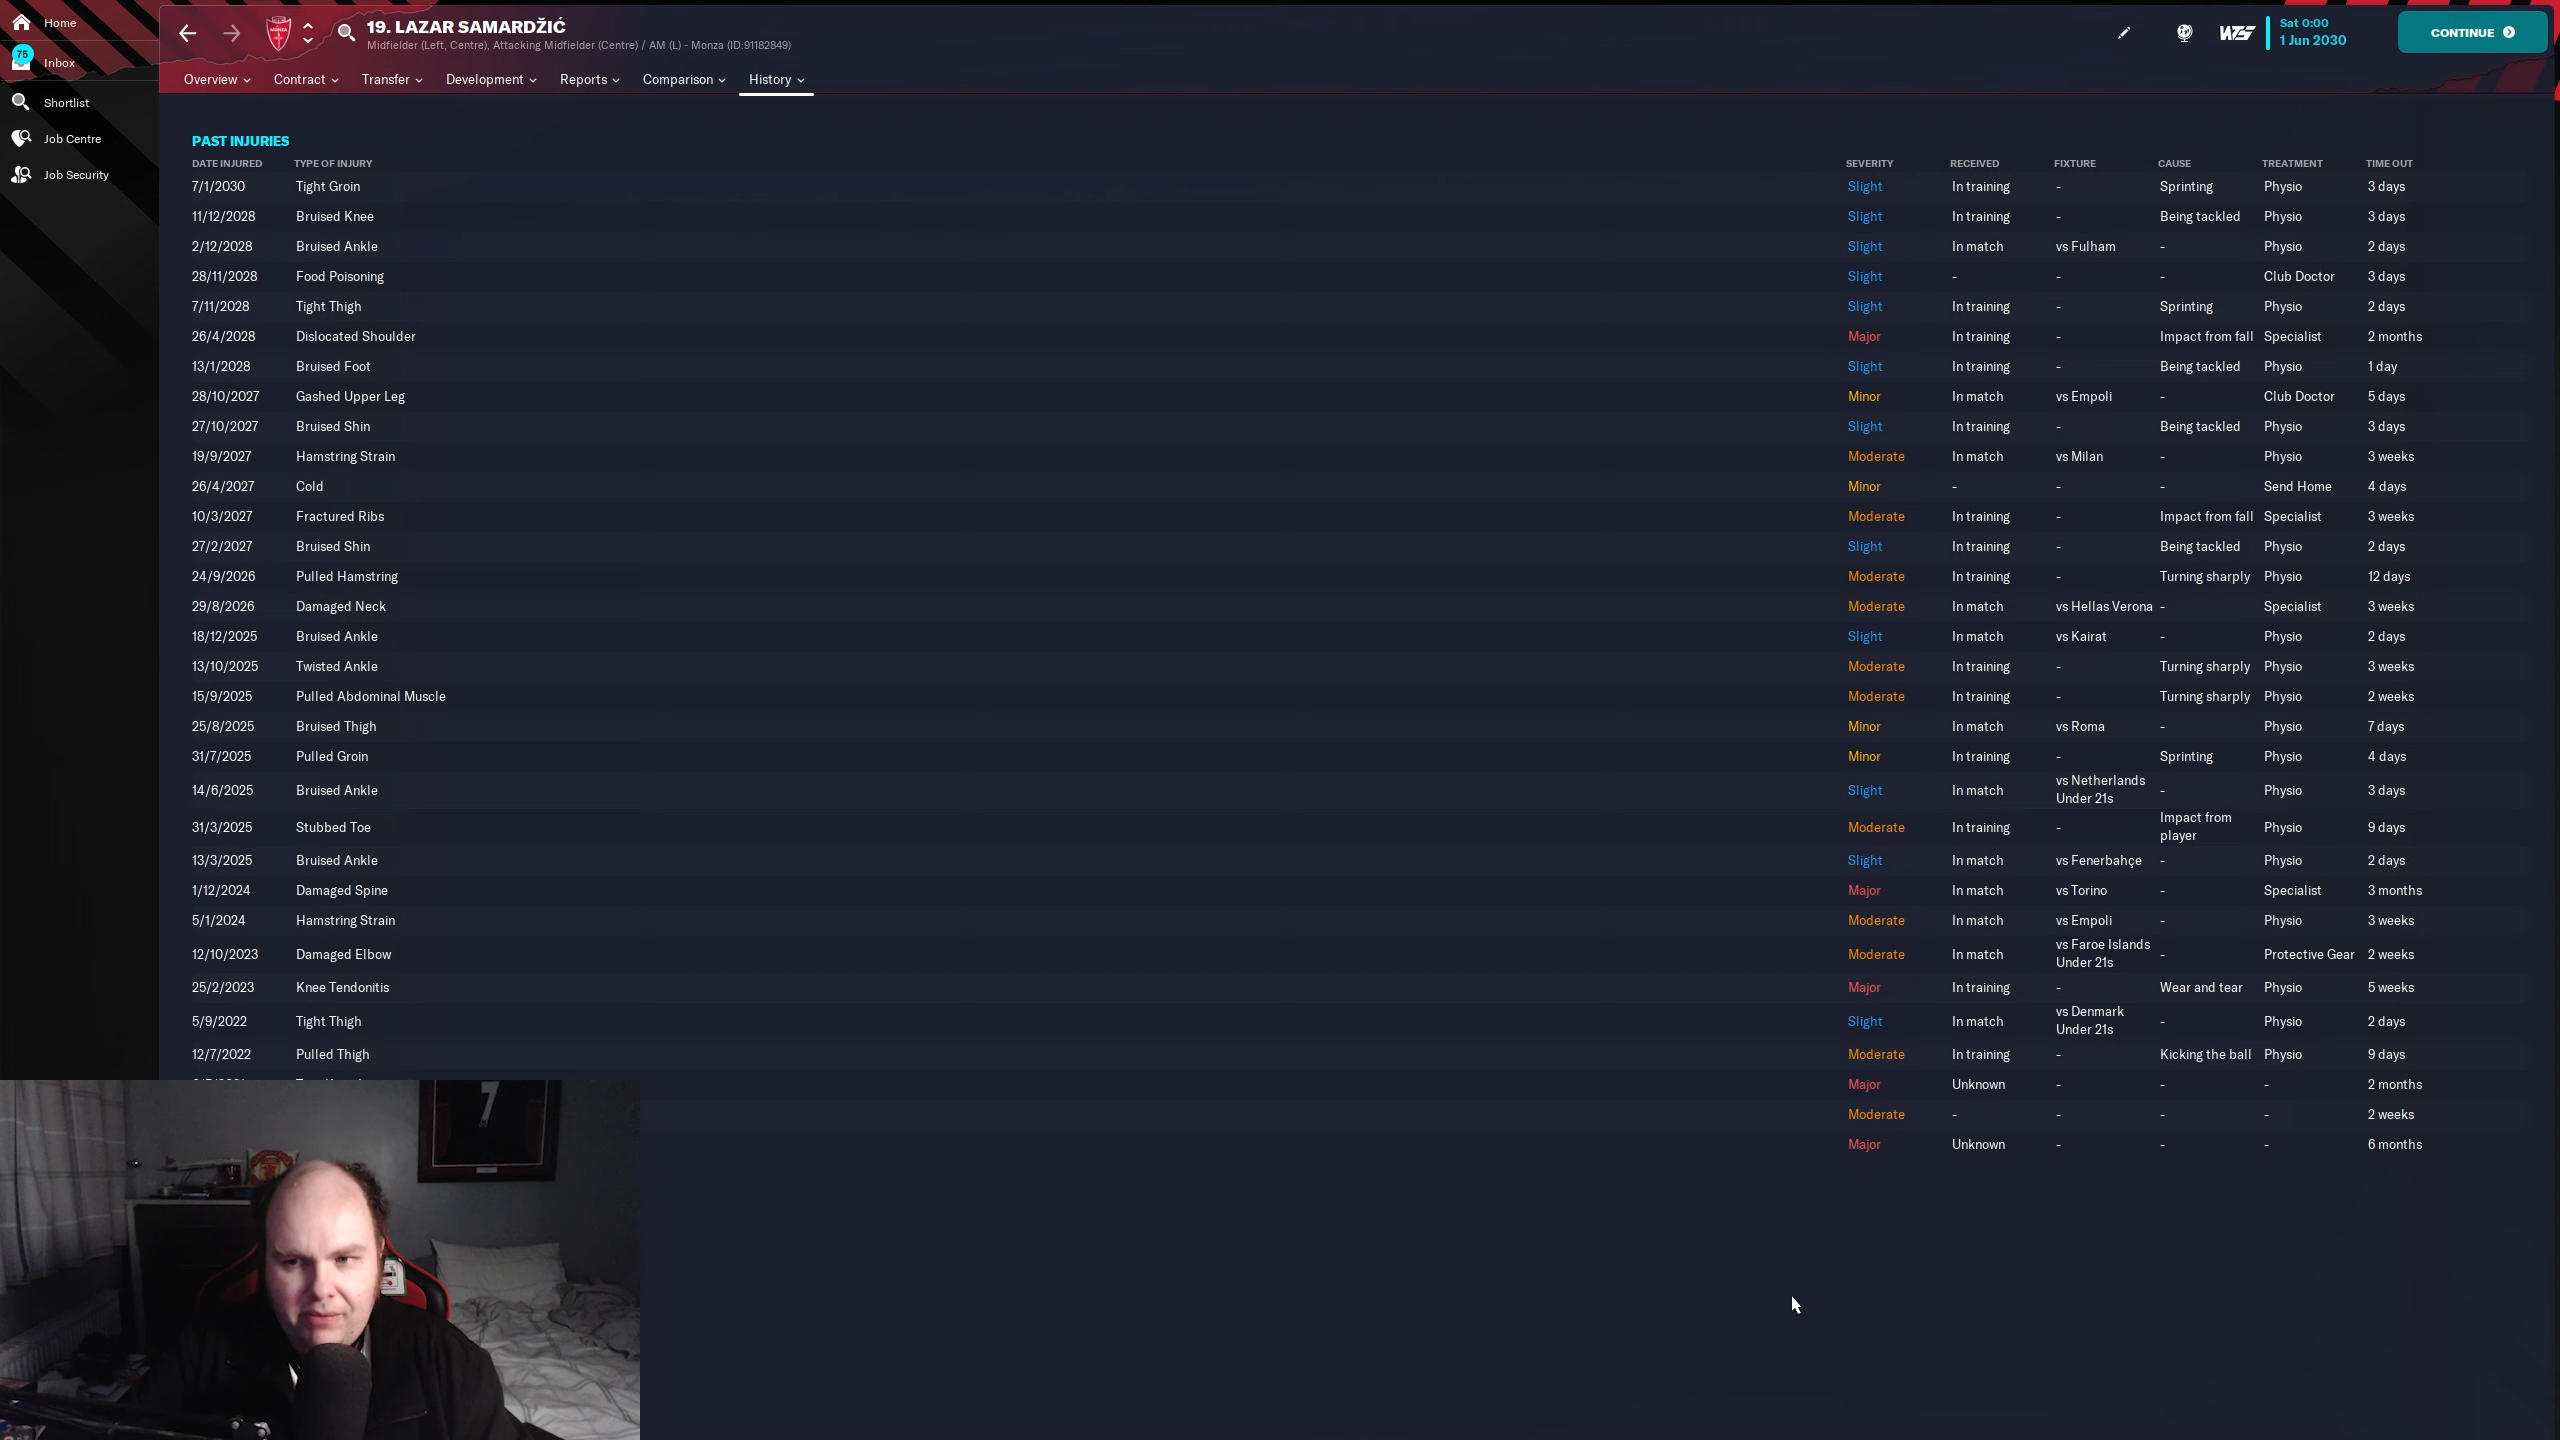 Home
19. LAZAR SAMARDŽIĆ
Midfielder (Left, Centre), Attacking Midfielder (Centre) / AM (L) - Monza (ID:91182849)
Sat 0:00
1 Jun 2030
CONTINUE
75
Inbox
Shortlist
Job Centre
Job Security
Overview Contract Transfer Development Reports Comparison History
PAST INJURIES
DATE INJURED TYPE OF INJURY SEVERITY RECEIVED FIXTURE CAUSE TREATMENT TIME OUT
7/1/2030 Tight Groin Slight In training - Sprinting Physio 3 days
11/12/2028 Bruised Knee Slight In training - Being tackled Physio 3 days
2/12/2028 Bruised Ankle Slight In match vs Fulham - Physio 2 days
28/11/2028 Food Poisoning Slight - - - Club Doctor 3 days
7/11/2028 Tight Thigh Slight In training - Sprinting Physio 2 days
26/4/2028 Dislocated Shoulder Major In training - Impact from fall Specialist 2 months
13/1/2028 Bruised Foot Slight In training - Being tackled Physio 1 day
28/10/2027 Gashed Upper Leg Minor In match vs Empoli - Club Doctor 5 days
27/10/2027 Bruised Shin Slight In training - Being tackled Physio 3 days
19/9/2027 Hamstring Strain Moderate In match vs Milan - Physio 3 weeks
26/4/2027 Cold Minor - - - Send Home 4 days
10/3/2027 Fractured Ribs Moderate In training - Impact from fall Specialist 3 weeks
27/2/2027 Bruised Shin Slight In training - Being tackled Physio 2 days
24/9/2026 Pulled Hamstring Moderate In training - Turning sharply Physio 12 days
29/8/2026 Damaged Neck Moderate In match vs Hellas Verona - Specialist 3 weeks
18/12/2025 Bruised Ankle Slight In match vs Kairat - Physio 2 days
13/10/2025 Twisted Ankle Moderate In training - Turning sharply Physio 3 weeks
15/9/2025 Pulled Abdominal Muscle Moderate In training - Turning sharply Physio 2 weeks
25/8/2025 Bruised Thigh Minor In match vs Roma - Physio 7 days
31/7/2025 Pulled Groin Minor In training - Sprinting Physio 4 days
14/6/2025 Bruised Ankle Slight In match vs Netherlands Under 21s - Physio 3 days
31/3/2025 Stubbed Toe Moderate In training - Impact from player Physio 9 days
13/3/2025 Bruised Ankle Slight In match vs Fenerbahçe - Physio 2 days
1/12/2024 Damaged Spine Major In match vs Torino - Specialist 3 months
5/1/2024 Hamstring Strain Moderate In match vs Empoli - Physio 3 weeks
12/10/2023 Damaged Elbow Moderate In match vs Faroe Islands Under 21s - Protective Gear 2 weeks
25/2/2023 Knee Tendonitis Major In training - Wear and tear Physio 5 weeks
5/9/2022 Tight Thigh Slight In match vs Denmark Under 21s - Physio 2 days
12/7/2022 Pulled Thigh Moderate In training - Kicking the ball Physio 9 days
Major Unknown - - - 2 months
Moderate - - - - 2 weeks
Major Unknown - - - 6 months
7